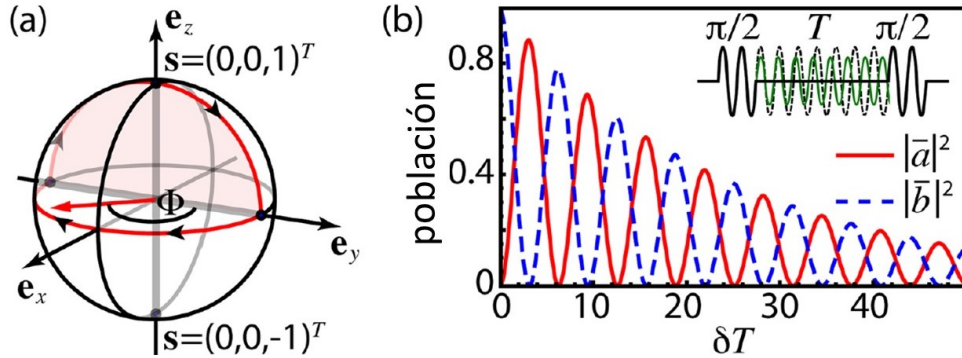 (a)
e_z
s=(0,0,1)^T
Φ
e_y
e_x
s=(0,0,-1)^T
(b)
π/2 T π/2
|a̅|²
|b̅|²
población
0.8
0.4
0
0 10 20 30 40
δT